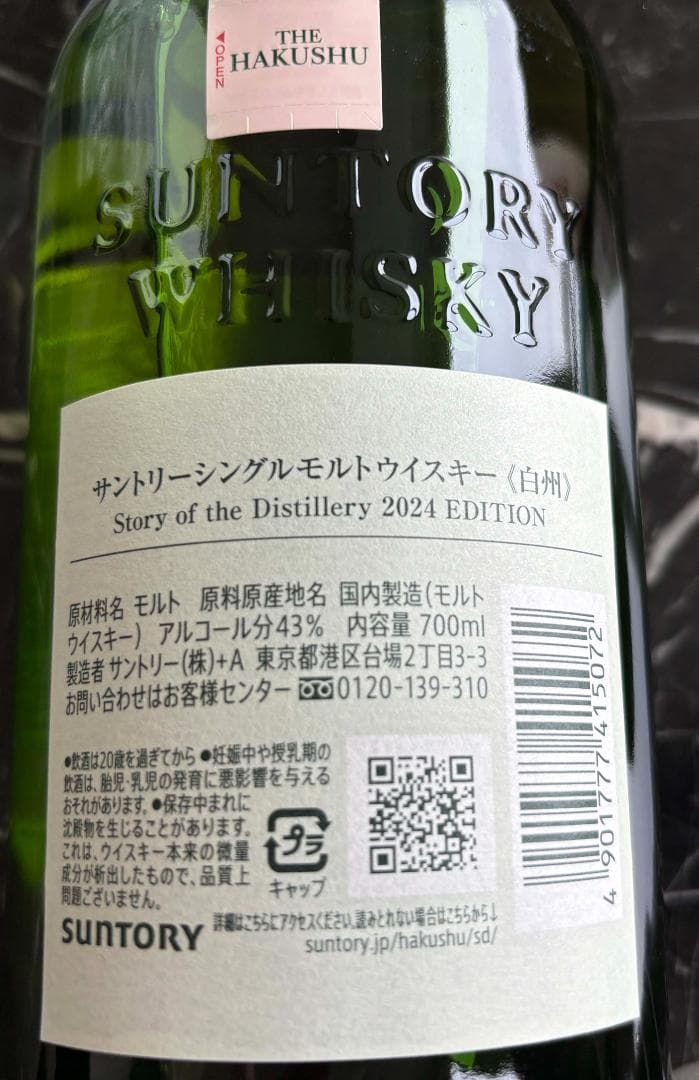 THE
HAKUSHU
◀OPEN
SUNTORY
WHISKY
サントリーシングルモルトウイスキー《白州》
Story of the Distillery 2024 EDITION
原材料名 モルト 原料原産地名 国内製造(モルト
ウイスキー) アルコール分43% 内容量 700ml
製造者 サントリー(株)+A 東京都港区台場2丁目3-3
お問い合わせはお客様センター 0120-139-310
●飲酒は20歳を過ぎてから ●妊娠中や授乳期の
飲酒は、胎児・乳児の発育に悪影響を与える
おそれがあります。●保存中まれに
沈殿物を生じることがあります。
これは、ウイスキー本来の微量
成分が析出したもので、品質上
問題ございません。
プラ
キャップ
4 901777 415072
SUNTORY
詳細はこちらにアクセスください。読みとれない場合はこちらから↓
suntory.jp/hakushu/sd/